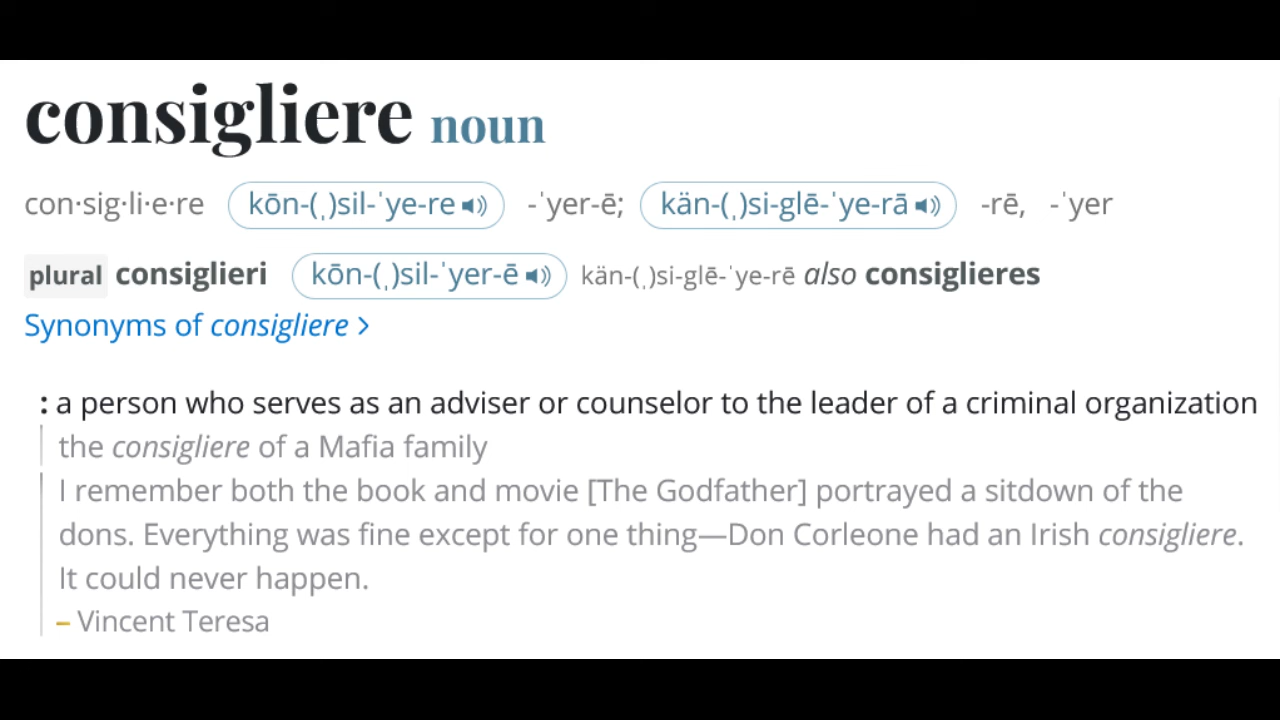 consigliere noun
con·sig·li·e·re kōn-(ˌ)sil-ˈye-re -ˈyer-ē; kän-(ˌ)si-glē-ˈye-rā -rē, -ˈyer
plural consiglieri kōn-(ˌ)sil-ˈyer-ē kän-(ˌ)si-glē-ˈye-rē also consiglieres
Synonyms of consigliere >
: a person who serves as an adviser or counselor to the leader of a criminal organization
the consigliere of a Mafia family
I remember both the book and movie [The Godfather] portrayed a sitdown of the
dons. Everything was fine except for one thing—Don Corleone had an Irish consigliere.
It could never happen.
– Vincent Teresa